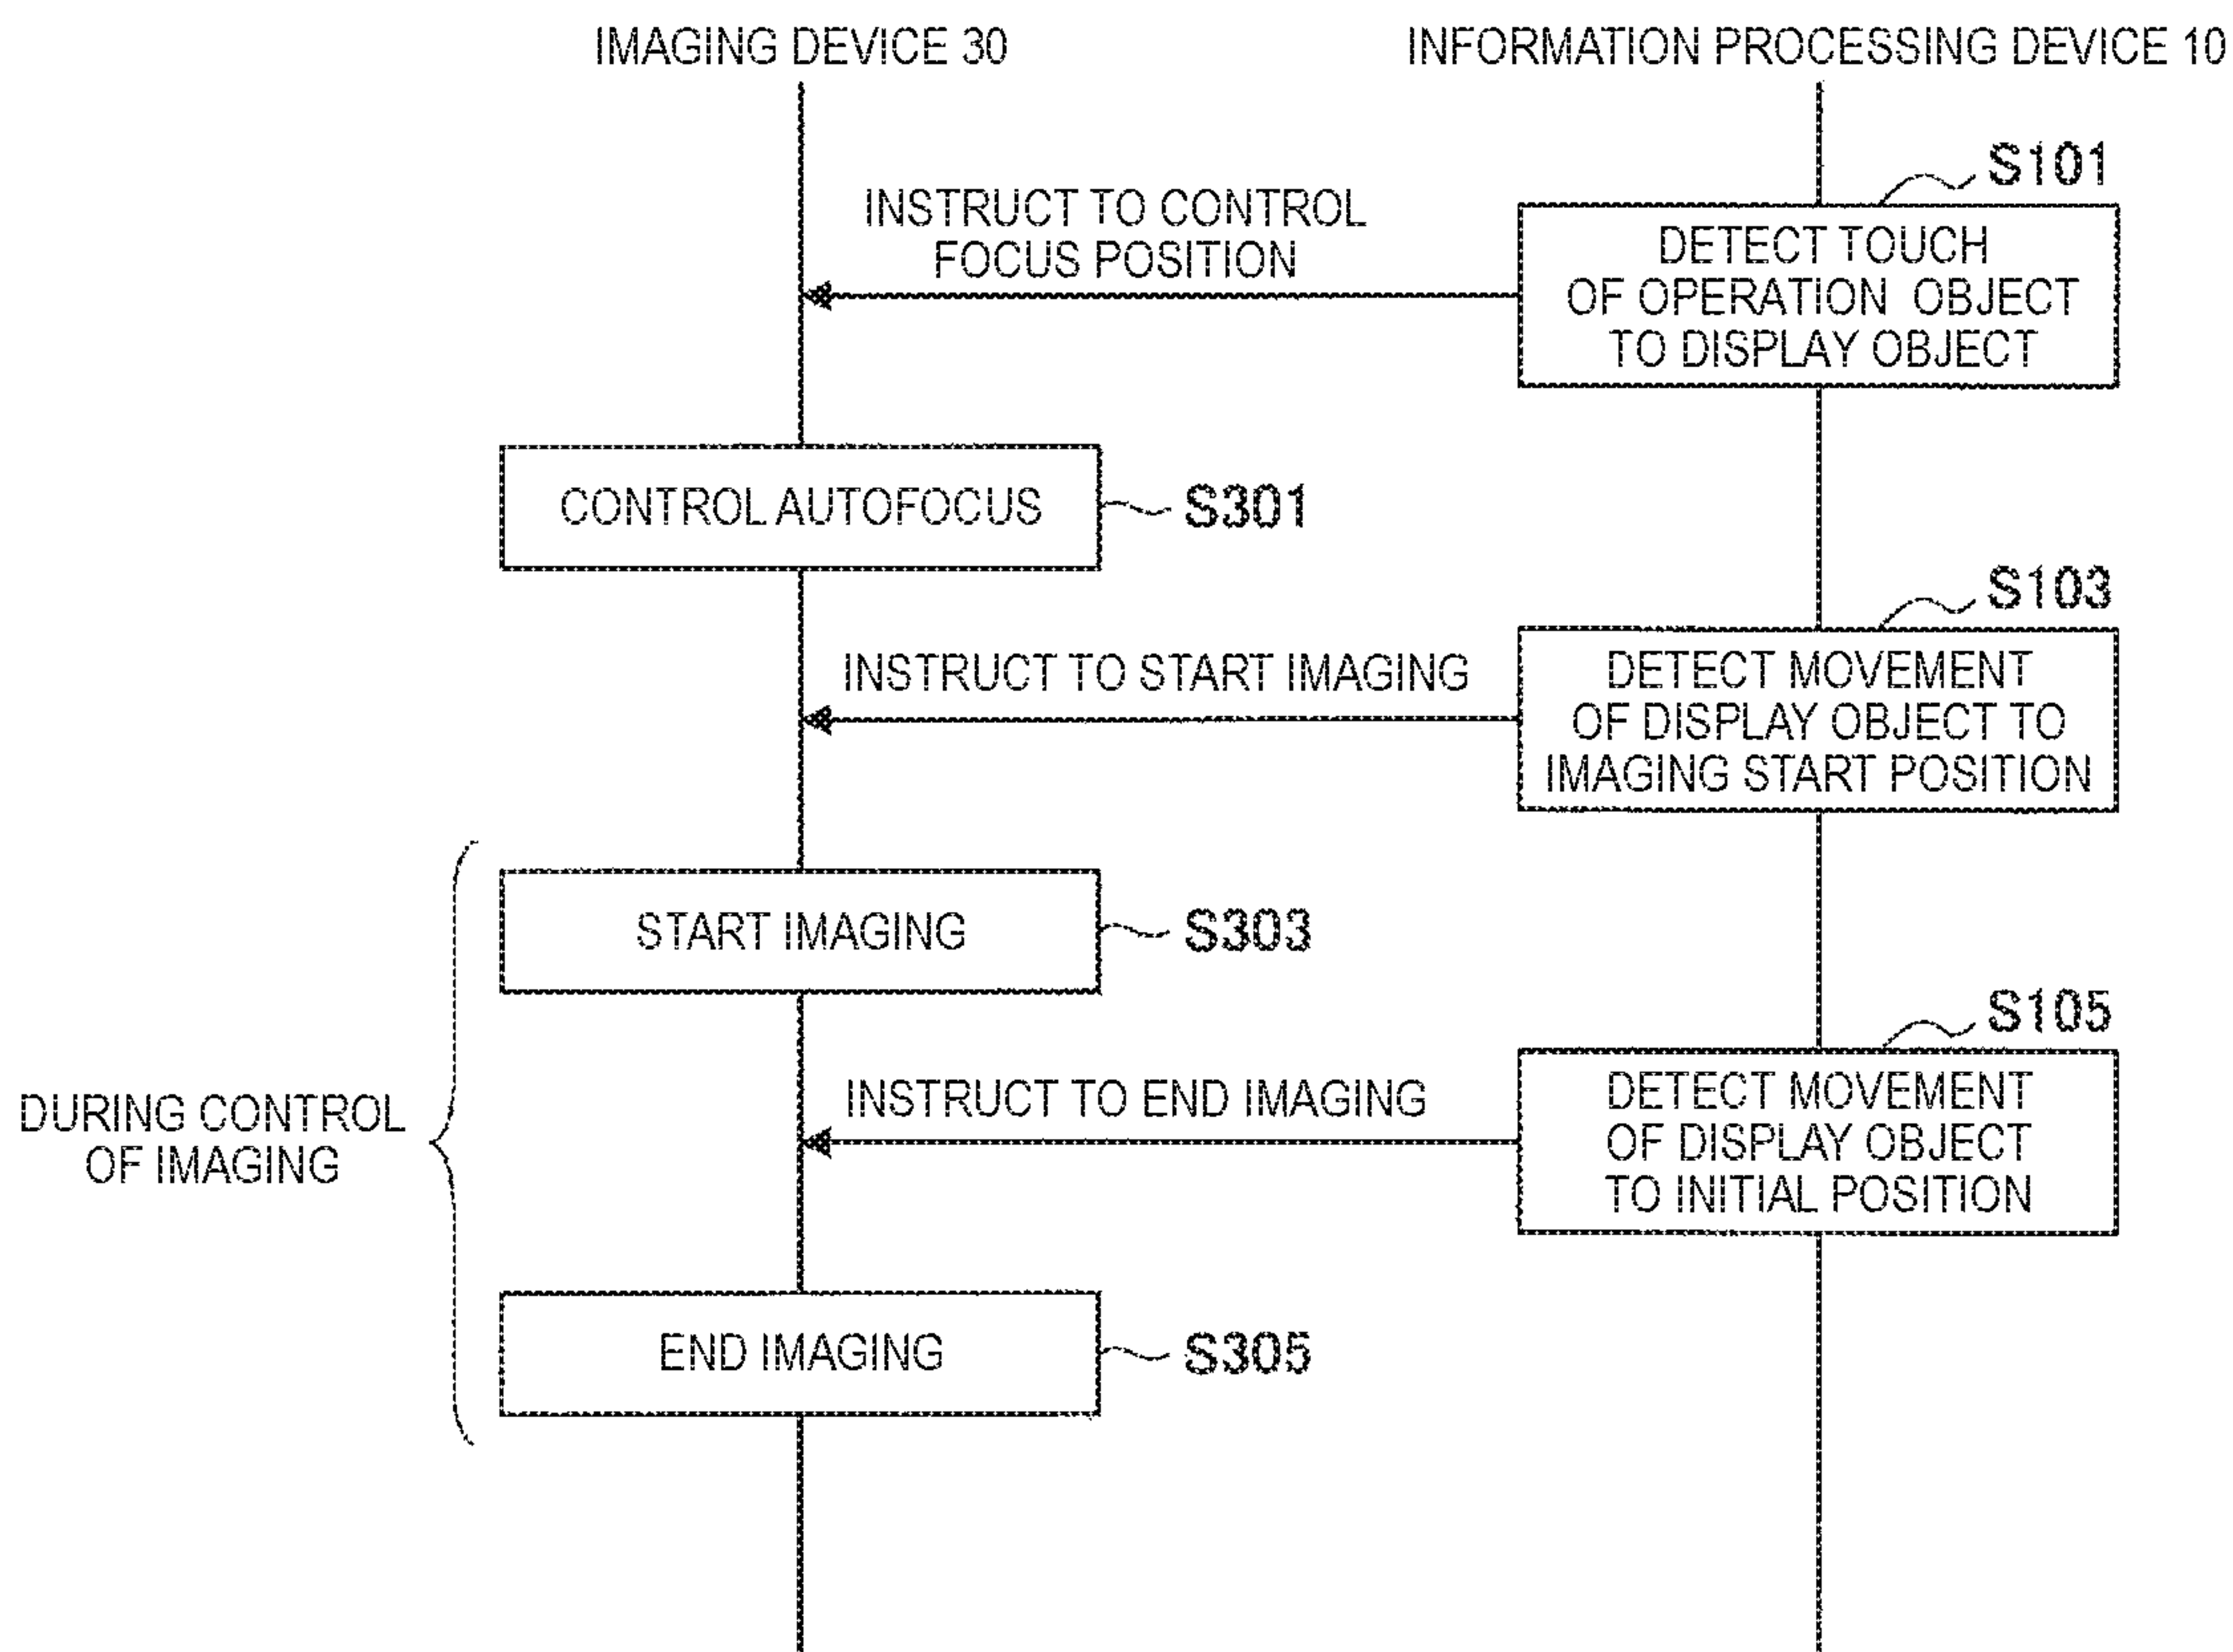 IMAGING DEVICE 30
INFORMATION PROCESSING DEVICE 10
S101
INSTRUCT TO CONTROL
FOCUS POSITION
DETECT TOUCH
OF OPERATION OBJECT
TO DISPLAY OBJECT
CONTROL AUTOFOCUS
S301
S103
INSTRUCT TO START IMAGING
DETECT MOVEMENT
OF DISPLAY OBJECT TO
IMAGING START POSITION
START IMAGING
S303
S105
DURING CONTROL
OF IMAGING
INSTRUCT TO END IMAGING
DETECT MOVEMENT
OF DISPLAY OBJECT
TO INITIAL POSITION
END IMAGING
S305